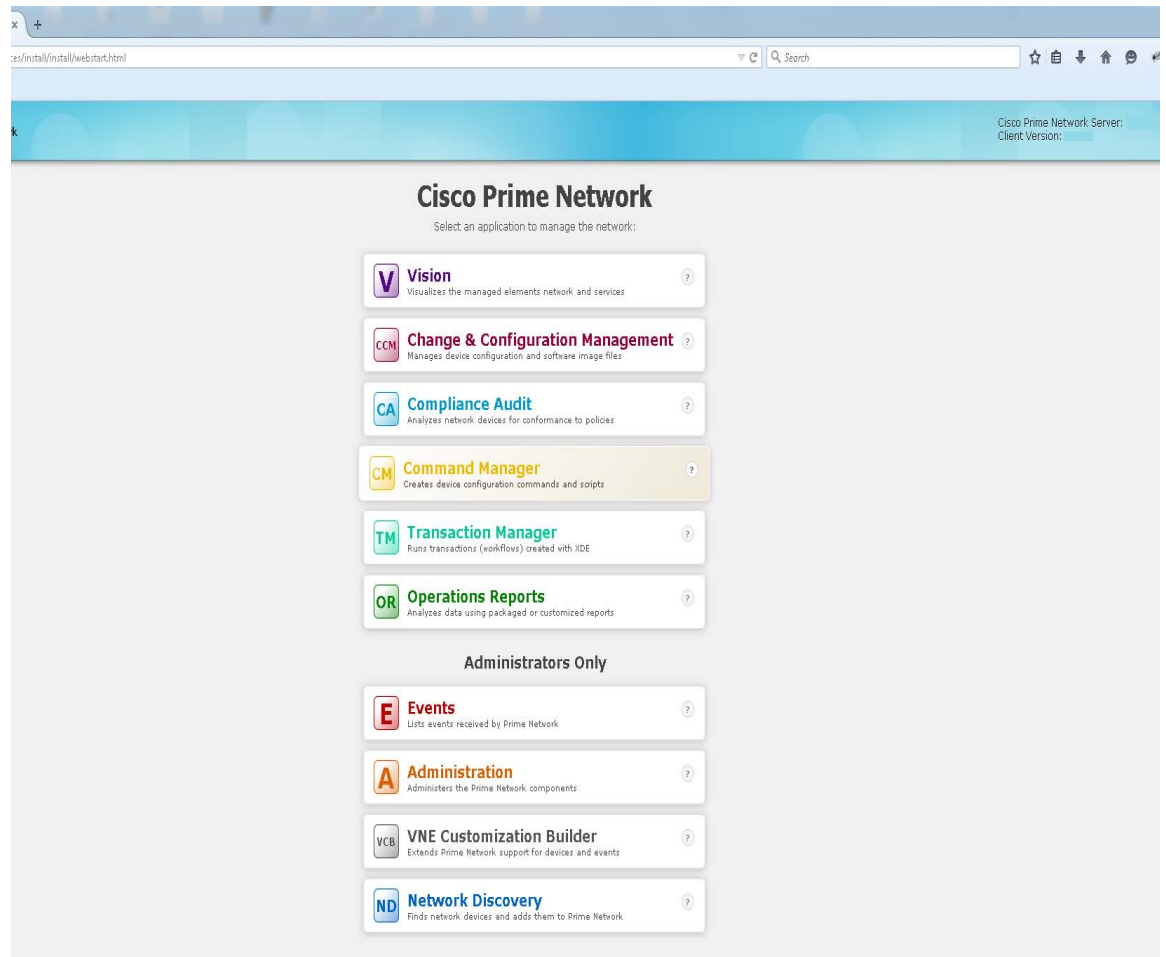 × +
ces/install/install/webstart.html
Search
k
Cisco Prime Network Server:
Client Version:
Cisco Prime Network
Select an application to manage the network:
V
Vision
Visualizes the managed elements network and services
?
CCM
Change & Configuration Management
Manages device configuration and software image files
?
CA
Compliance Audit
Analyzes network devices for conformance to policies
?
CM
Command Manager
Creates device configuration commands and scripts
?
TM
Transaction Manager
Runs transactions (workflows) created with XDE
?
OR
Operations Reports
Analyzes data using packaged or customized reports
?
Administrators Only
E
Events
Lists events received by Prime Network
?
A
Administration
Administers the Prime Network components
?
VCB
VNE Customization Builder
Extends Prime Network support for devices and events
?
ND
Network Discovery
Finds network devices and adds them to Prime Network
?